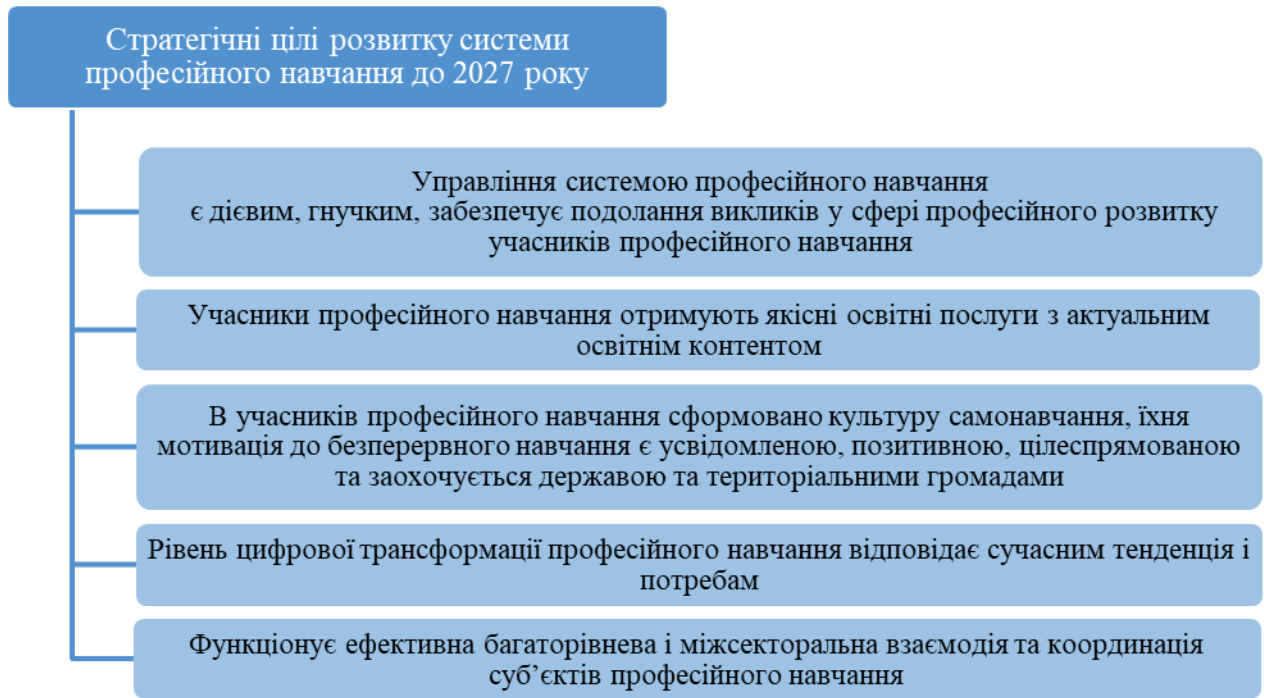 Стратегічні цілі розвитку системи
професійного навчання до 2027 року
Управління системою професійного навчання
є дієвим, гнучким, забезпечує подолання викликів у сфері професійного розвитку
учасників професійного навчання
Учасники професійного навчання отримують якісні освітні послуги з актуальним
освітнім контентом
В учасників професійного навчання сформовано культуру самонавчання, їхня
мотивація до безперервного навчання є усвідомленою, позитивною, цілеспрямованою
та заохочується державою та територіальними громадами
Рівень цифрової трансформації професійного навчання відповідає сучасним тенденція і
потребам
Функціонує ефективна багаторівнева і міжсекторальна взаємодія та координація
суб’єктів професійного навчання